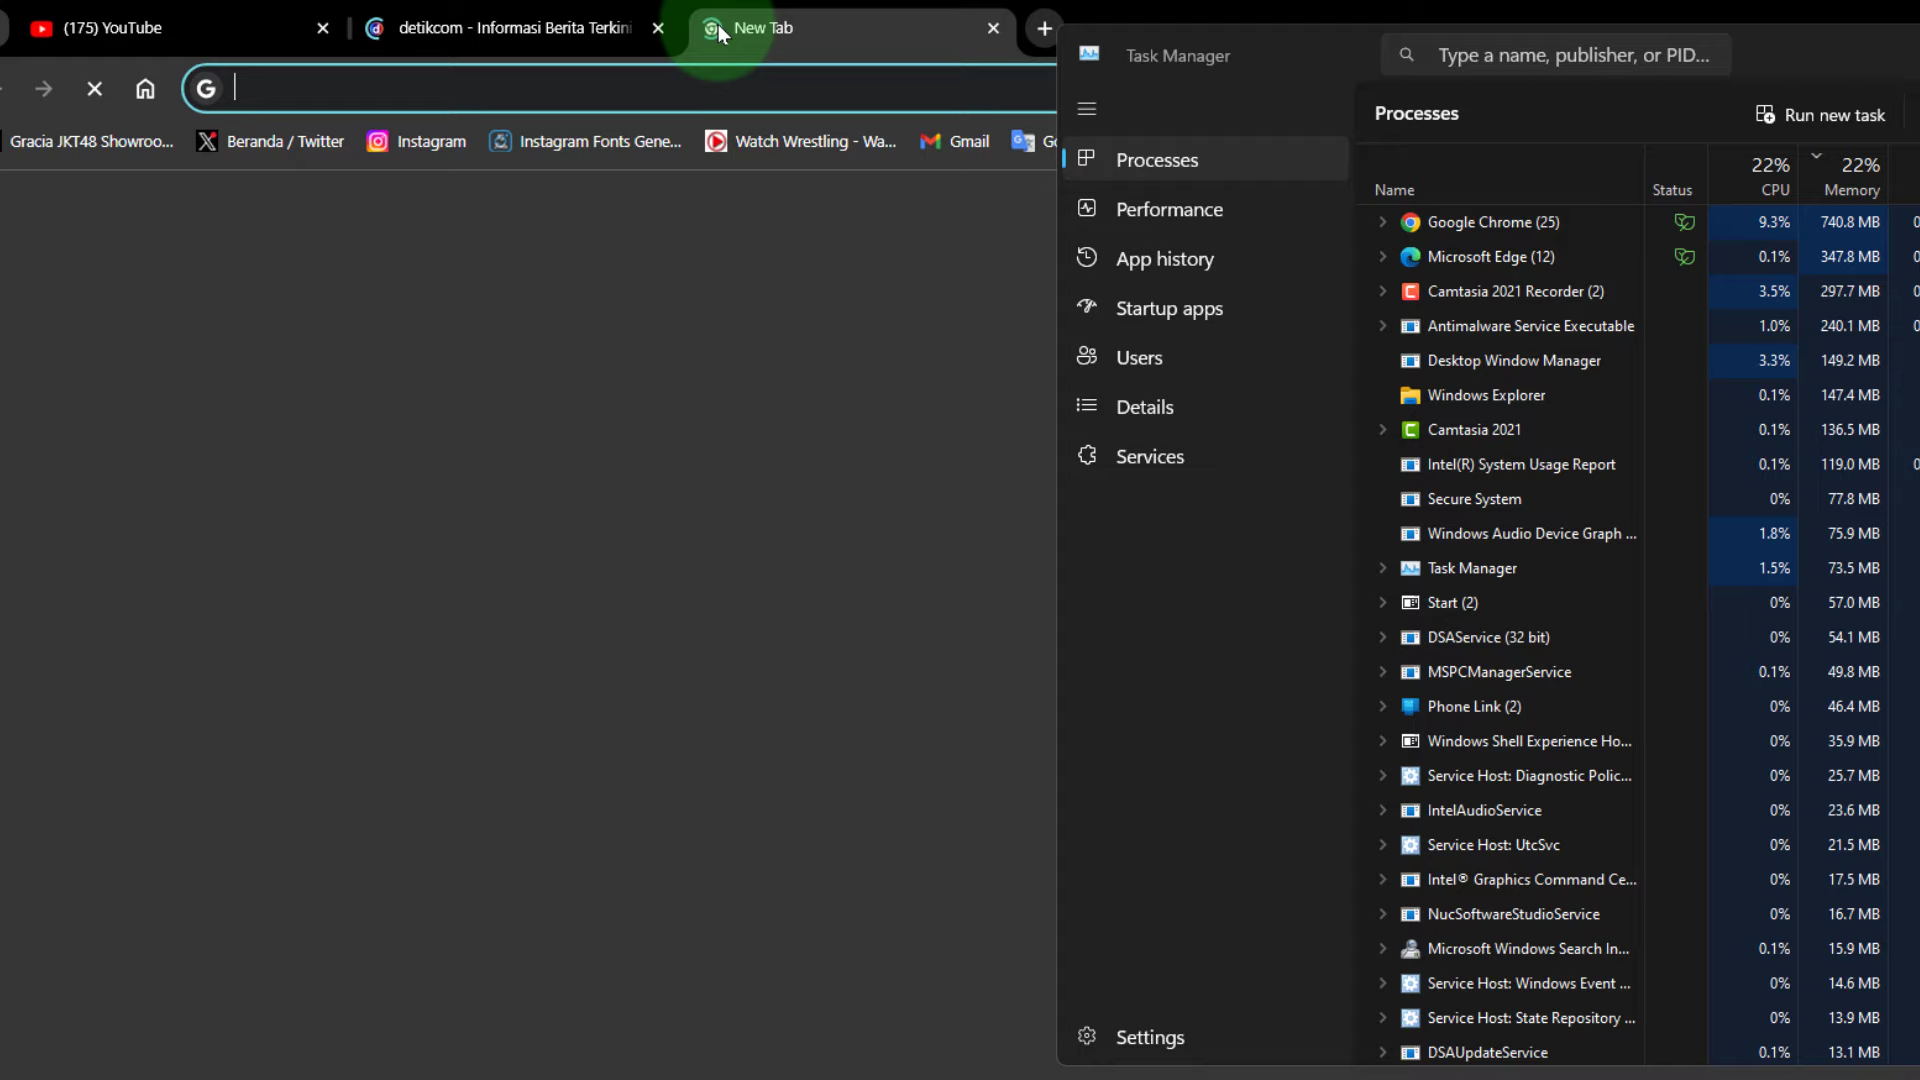 (175) YouTube
detikcom - Informasi Berita Terkini
New Tab
G
Gracia JKT48 Showroo...
Beranda / Twitter
Instagram
Instagram Fonts Gene...
Watch Wrestling - Wa...
Gmail
Go
Task Manager
Type a name, publisher, or PID...
Processes
Performance
App history
Startup apps
Users
Details
Services
Settings
Processes
Run new task
22% 22%
Name Status CPU Memory
Google Chrome (25) 9.3% 740.8 MB 0
Microsoft Edge (12) 0.1% 347.8 MB 0
Camtasia 2021 Recorder (2) 3.5% 297.7 MB 0
Antimalware Service Executable 1.0% 240.1 MB 0
Desktop Window Manager 3.3% 149.2 MB
Windows Explorer 0.1% 147.4 MB
Camtasia 2021 0.1% 136.5 MB
Intel(R) System Usage Report 0.1% 119.0 MB 0
Secure System 0% 77.8 MB
Windows Audio Device Graph ... 1.8% 75.9 MB
Task Manager 1.5% 73.5 MB
Start (2) 0% 57.0 MB
DSAService (32 bit) 0% 54.1 MB
MSPCManagerService 0.1% 49.8 MB
Phone Link (2) 0% 46.4 MB
Windows Shell Experience Ho... 0% 35.9 MB
Service Host: Diagnostic Polic... 0% 25.7 MB
IntelAudioService 0% 23.6 MB
Service Host: UtcSvc 0% 21.5 MB
Intel® Graphics Command Ce... 0% 17.5 MB
NucSoftwareStudioService 0% 16.7 MB
Microsoft Windows Search In... 0.1% 15.9 MB
Service Host: Windows Event ... 0% 14.6 MB
Service Host: State Repository ... 0% 13.9 MB
DSAUpdateService 0.1% 13.1 MB